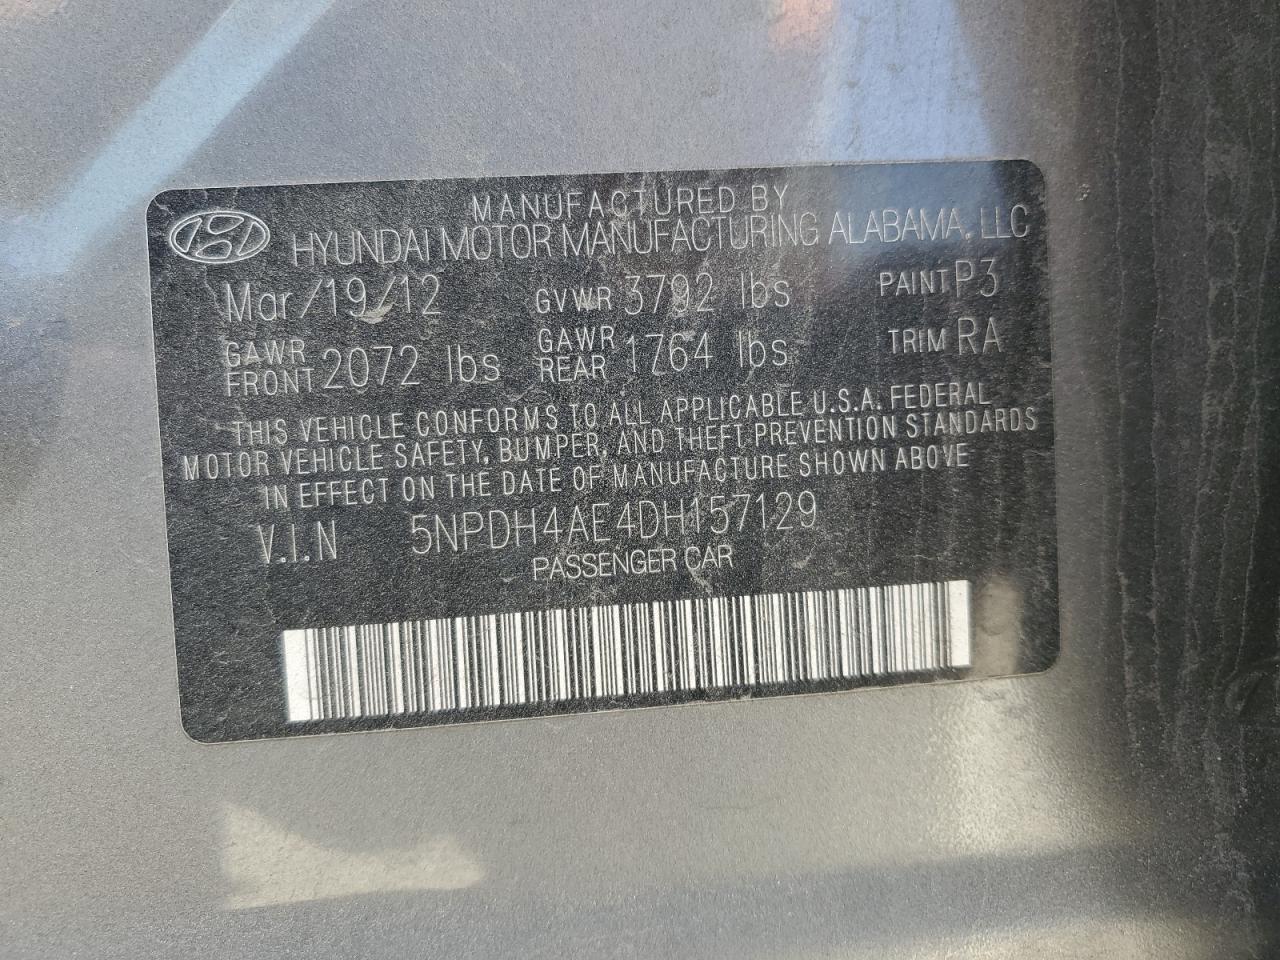 MANUFACTURED BY
HYUNDAI MOTOR MANUFACTURING ALABAMA, LLC
Mar/19/12 GVWR 3792 lbs PAINT P3
GAWR FRONT 2072 lbs GAWR REAR 1764 lbs TRIM RA
THIS VEHICLE CONFORMS TO ALL APPLICABLE U.S.A. FEDERAL
MOTOR VEHICLE SAFETY, BUMPER, AND THEFT PREVENTION STANDARDS
IN EFFECT ON THE DATE OF MANUFACTURE SHOWN ABOVE
V.I.N 5NPDH4AE4DH157129
PASSENGER CAR